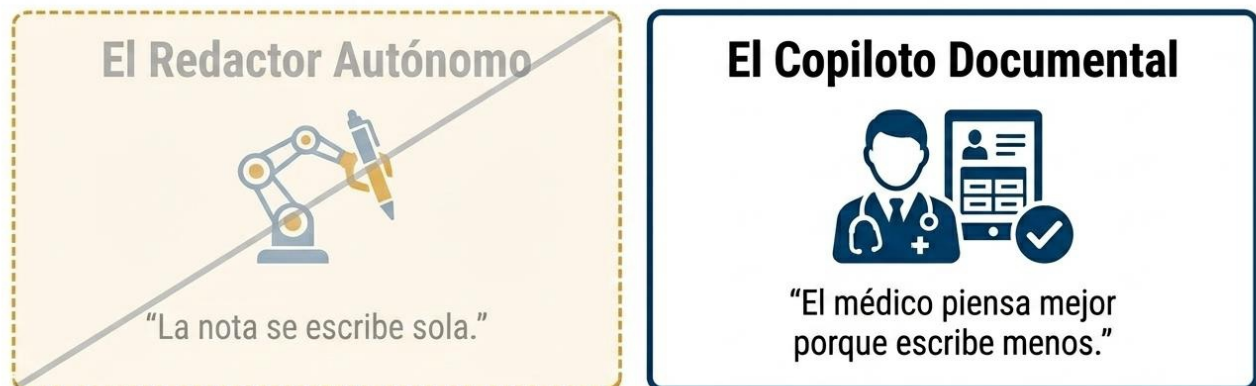 El Redactor Autónomo
“La nota se escribe sola.”
El Copiloto Documental
“El médico piensa mejor
porque escribe menos.”